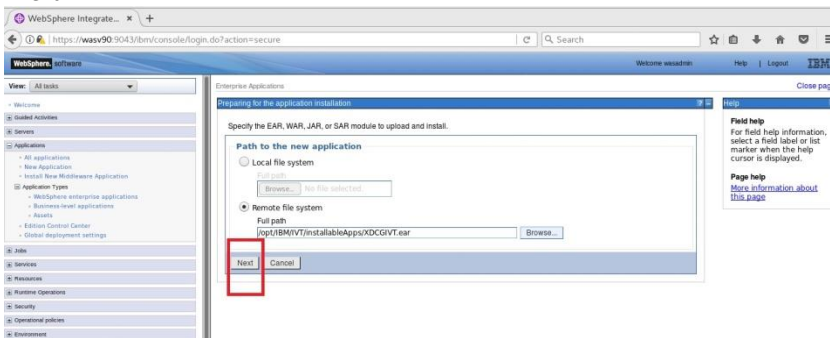 WebSphere Integrate... × +
https://wasv90:9043/ibm/console/login.do?action=secure
Search
WebSphere. software
Welcome wasadmin
Help | Logout
IBM
View: All tasks
Welcome
Guided Activities
Servers
Applications
All applications
New Application
Install New Middleware Application
Application Types
WebSphere enterprise applications
Business-level applications
Assets
Edition Control Center
Global deployment settings
Jobs
Services
Resources
Runtime Operations
Security
Operational policies
Environment
Enterprise Applications
Close pag
Preparing for the application installation
Specify the EAR, WAR, JAR, or SAR module to upload and install.
Path to the new application
Local file system
Full path
Browse... No file selected.
Remote file system
Full path
/opt/IBM/IVT/installableApps/XDCGIVT.ear Browse...
Next Cancel
Help
Field help
For field help information,
select a field label or list
marker when the help
cursor is displayed.
Page help
More information about
this page